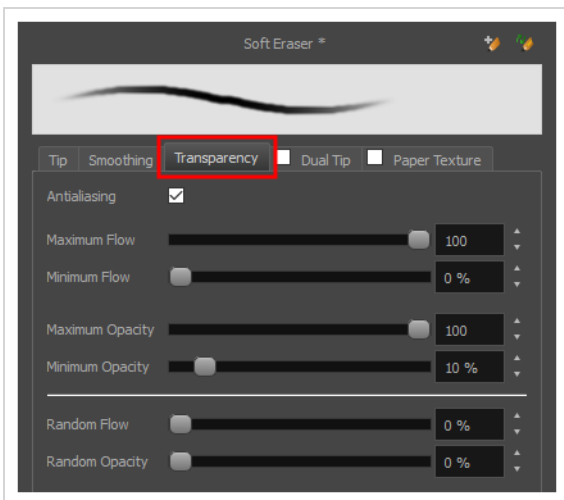 Soft Eraser *
Tip Smoothing Transparency Dual Tip Paper Texture
Antialiasing
Maximum Flow 100
Minimum Flow 0 %
Maximum Opacity 100
Minimum Opacity 10 %
Random Flow 0 %
Random Opacity 0 %